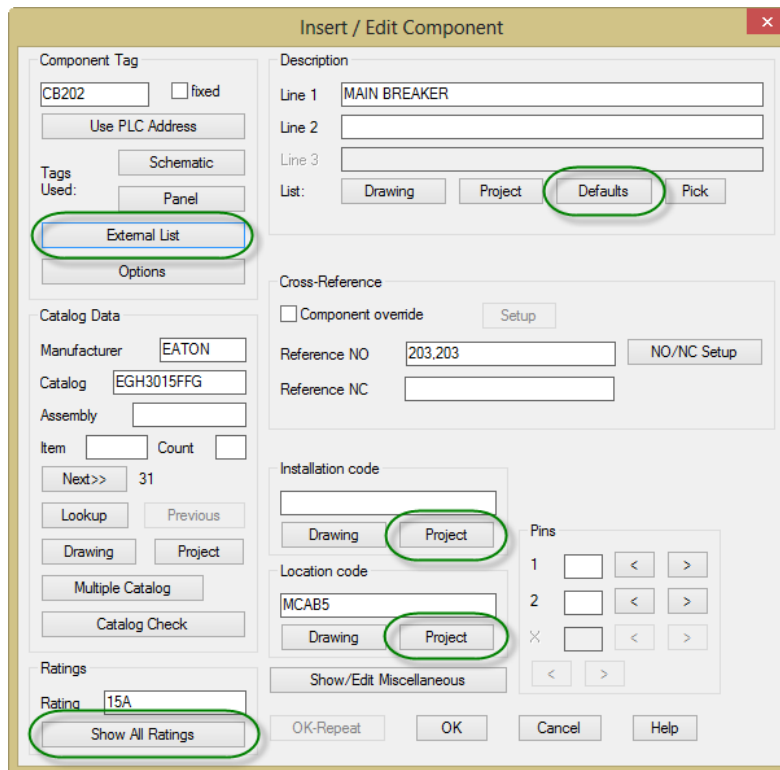 Insert / Edit Component
Component Tag
CB202 fixed
Use PLC Address
Tags Used:
Schematic
Panel
External List
Options
Description
Line 1 MAIN BREAKER
Line 2
Line 3
List: Drawing Project Defaults Pick
Cross-Reference
Component override Setup
Reference NO 203,203 NO/NC Setup
Reference NC
Catalog Data
Manufacturer EATON
Catalog EGH3015FFG
Assembly
Item Count
Next>> 31
Lookup Previous
Drawing Project
Multiple Catalog
Catalog Check
Installation code
Drawing Project
Location code
MCAB5
Drawing Project
Pins
1 < >
2 < >
X < >
< >
Ratings
Rating 15A
Show All Ratings
Show/Edit Miscellaneous
OK-Repeat OK Cancel Help